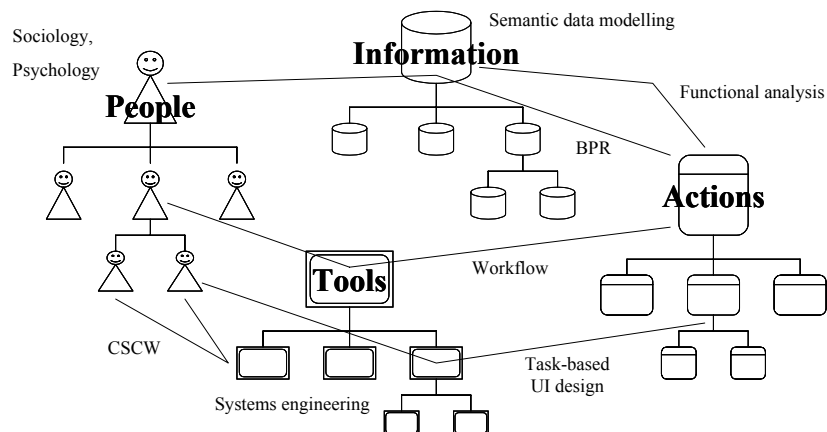 Semantic data modelling
Sociology,
Psychology
Information
People
Functional analysis
BPR
Actions
Tools
Workflow
CSCW
Task-based
UI design
Systems engineering